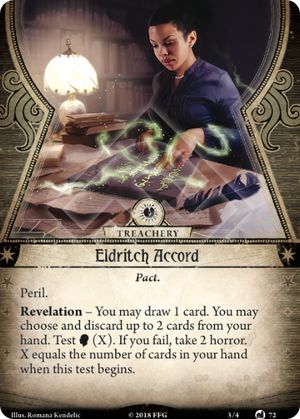 TREACHERY
Eldritch Accord
Pact.
Peril.
Revelation – You may draw 1 card. You may
choose and discard up to 2 cards from your
hand. Test (X). If you fail, take 2 horror.
X equals the number of cards in your hand
when this test begins.
Illus. Romana Kendelic © 2018 FFG 3/4 72